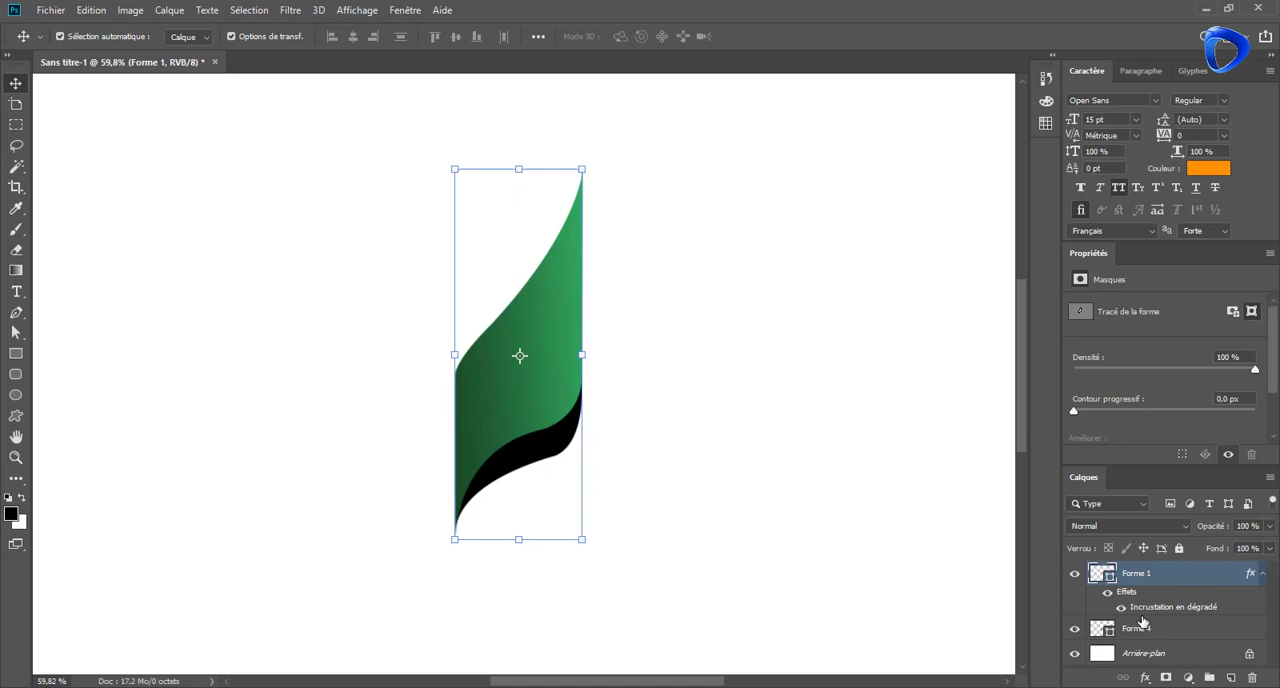 Ps Fichier Edition Image Calque Texte Sélection Filtre 3D Affichage Fenêtre Aide
Sélection automatique : Calque Options de transf. Mode 3D :
Sans titre-1 @ 59,8% (Forme 1, RVB/8) *
Caractère Paragraphe Glyphes
Open Sans Regular
15 pt (Auto)
Métrique 0
100 % 100 %
0 pt Couleur :
Français Forte
Propriétés
Masques
Tracé de la forme
Densité : 100 %
Contour progressif : 0,0 px
Améliorer :
Calques
Type
Normal Opacité : 100 %
Verrou : Fond : 100 %
Forme 1 fx
Effets
Incrustation en dégradé
Arrière-plan
59,82 % Doc : 17,2 Mo/0 octets